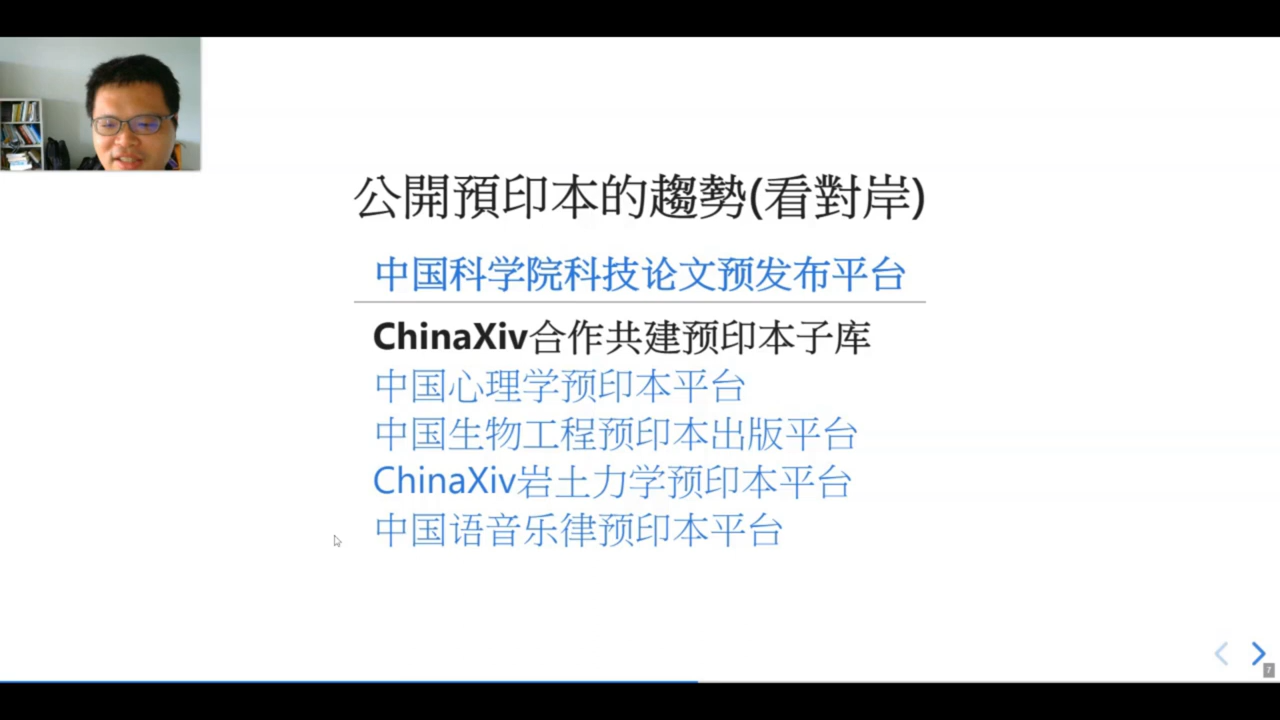 公開預印本的趨勢(看對岸)
中国科学院科技论文预发布平台
ChinaXiv合作共建预印本子库
中国心理学预印本平台
中国生物工程预印本出版平台
ChinaXiv岩土力学预印本平台
中国语音乐律预印本平台
7